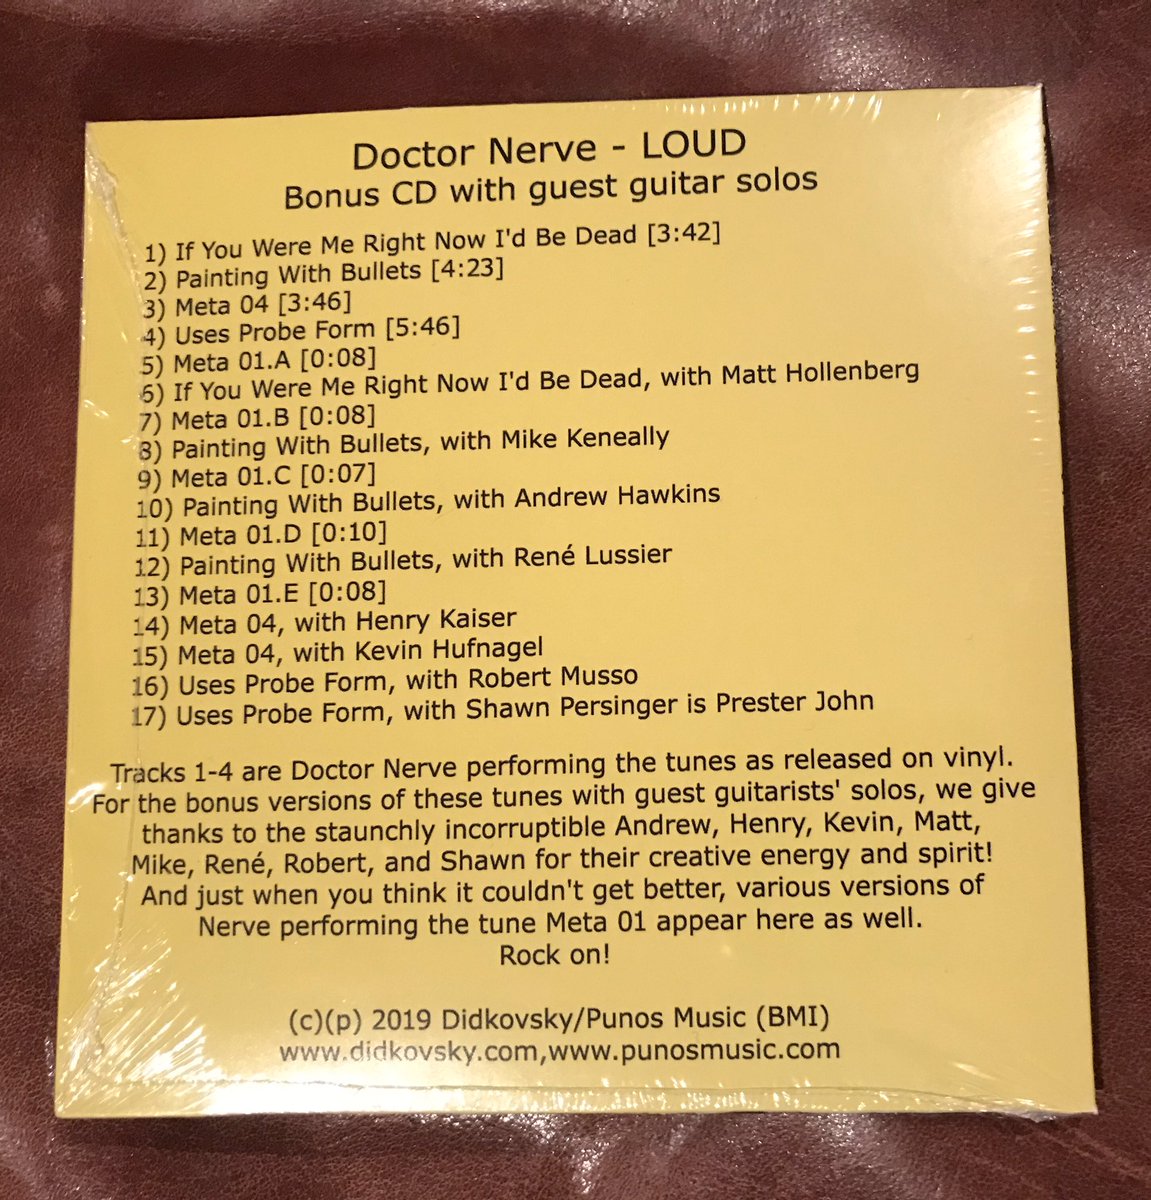 Doctor Nerve - LOUD
Bonus CD with guest guitar solos
1) If You Were Me Right Now I'd Be Dead [3:42]
2) Painting With Bullets [4:23]
3) Meta 04 [3:46]
4) Uses Probe Form [5:46]
5) Meta 01.A [0:08]
6) If You Were Me Right Now I'd Be Dead, with Matt Hollenberg
7) Meta 01.B [0:08]
8) Painting With Bullets, with Mike Keneally
9) Meta 01.C [0:07]
10) Painting With Bullets, with Andrew Hawkins
11) Meta 01.D [0:10]
12) Painting With Bullets, with René Lussier
13) Meta 01.E [0:08]
14) Meta 04, with Henry Kaiser
15) Meta 04, with Kevin Hufnagel
16) Uses Probe Form, with Robert Musso
17) Uses Probe Form, with Shawn Persinger is Prester John
Tracks 1-4 are Doctor Nerve performing the tunes as released on vinyl.
For the bonus versions of these tunes with guest guitarists' solos, we give
thanks to the staunchly incorruptible Andrew, Henry, Kevin, Matt,
Mike, René, Robert, and Shawn for their creative energy and spirit!
And just when you think it couldn't get better, various versions of
Nerve performing the tune Meta 01 appear here as well.
Rock on!
(c)(p) 2019 Didkovsky/Punos Music (BMI)
www.didkovsky.com,www.punosmusic.com